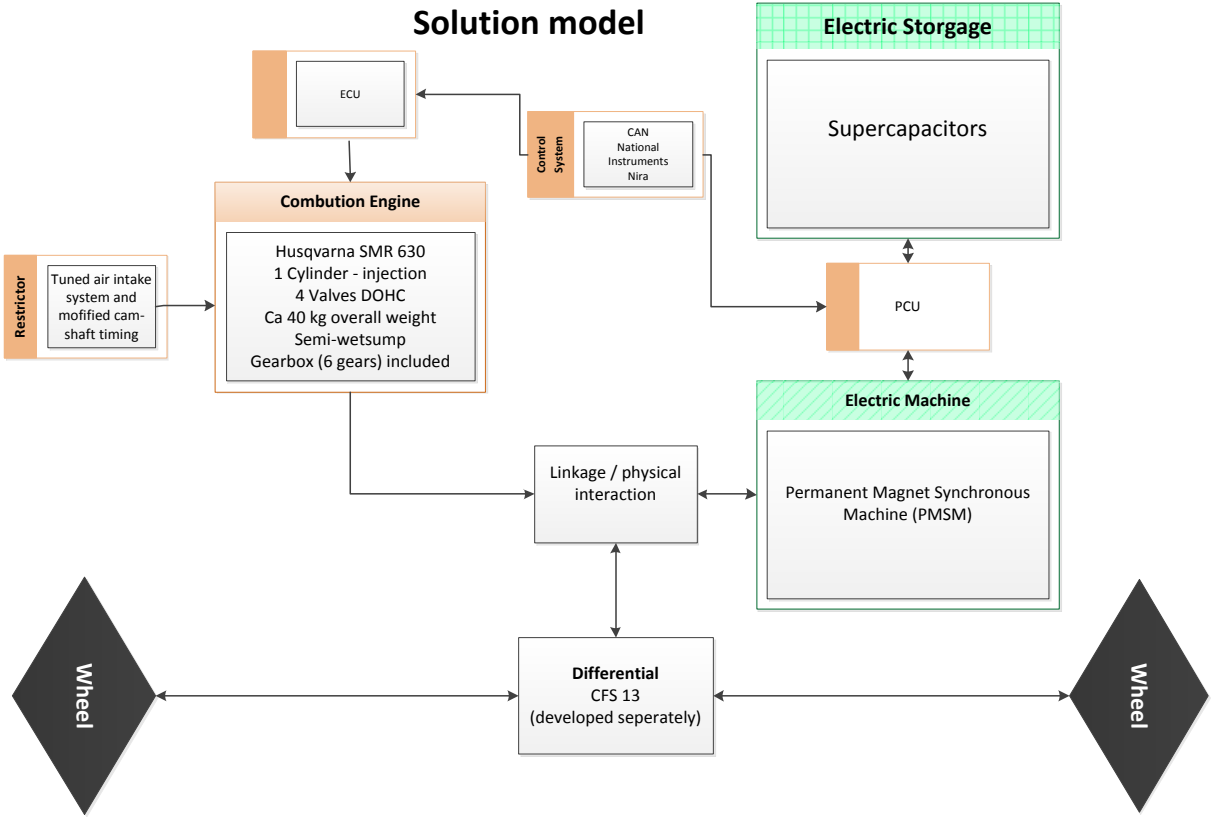 Solution model
Electric Storgage
Supercapacitors
ECU
Control
System
CAN
National
Instruments
Nira
Combution Engine
Husqvarna SMR 630
1 Cylinder - injection
4 Valves DOHC
Ca 40 kg overall weight
Semi-wetsump
Gearbox (6 gears) included
Restrictor
Tuned air intake
system and
mofified cam-
shaft timing
PCU
Electric Machine
Permanent Magnet Synchronous
Machine (PMSM)
Linkage / physical
interaction
Wheel
Differential
CFS 13
(developed seperately)
Wheel